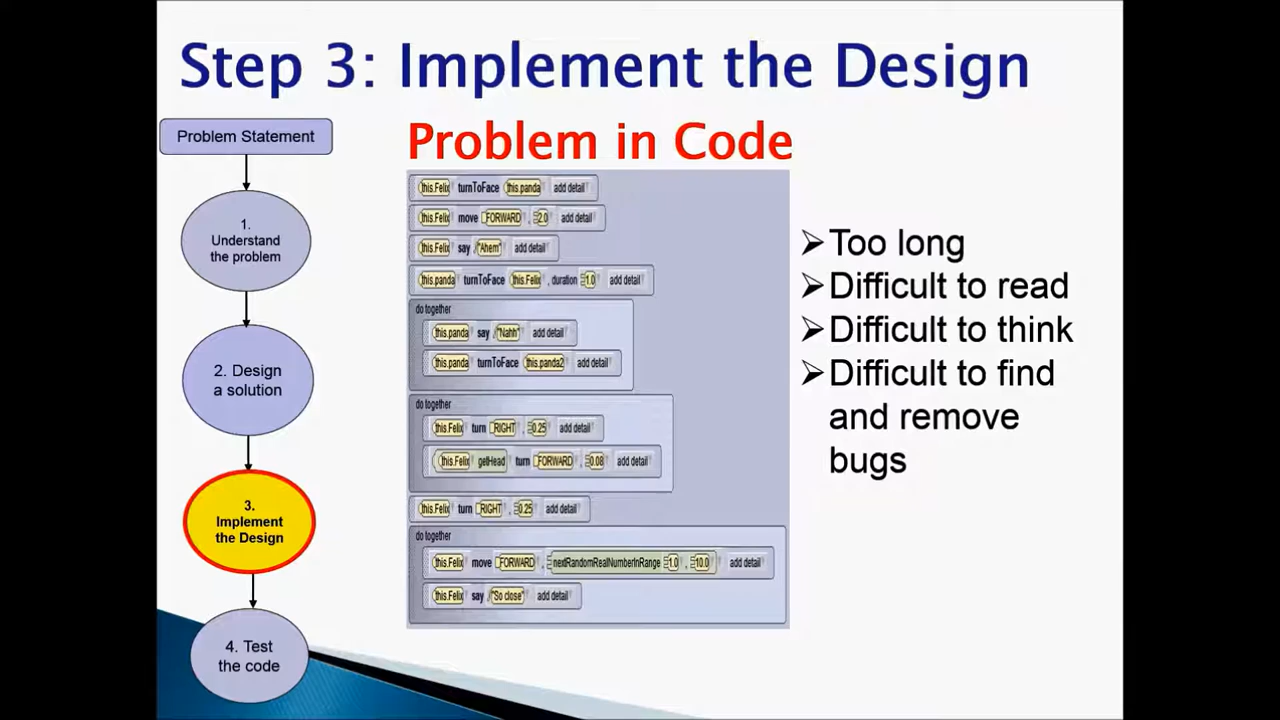 Step 3: Implement the Design
Problem Statement
1.
Understand
the problem
2. Design
a solution
3.
Implement
the Design
4. Test
the code
Problem in Code
this.Felix turnToFace this.panda add detail
this.Felix move FORWARD , 2.0 add detail
this.Felix say "Ahem" add detail
this.panda turnToFace this.Felix , duration 1.0 add detail
do together
this.panda say "Nahh" add detail
this.panda turnToFace this.panda2 add detail
do together
this.Felix turn RIGHT , 0.25 add detail
this.Felix getHead turn FORWARD , 0.08 add detail
this.Felix turn RIGHT , 0.25 add detail
do together
this.Felix move FORWARD , nextRandomRealNumberInRange 1.0 , 10.0 add detail
this.Felix say "So close" add detail
➢Too long
➢Difficult to read
➢Difficult to think
➢Difficult to find
and remove
bugs